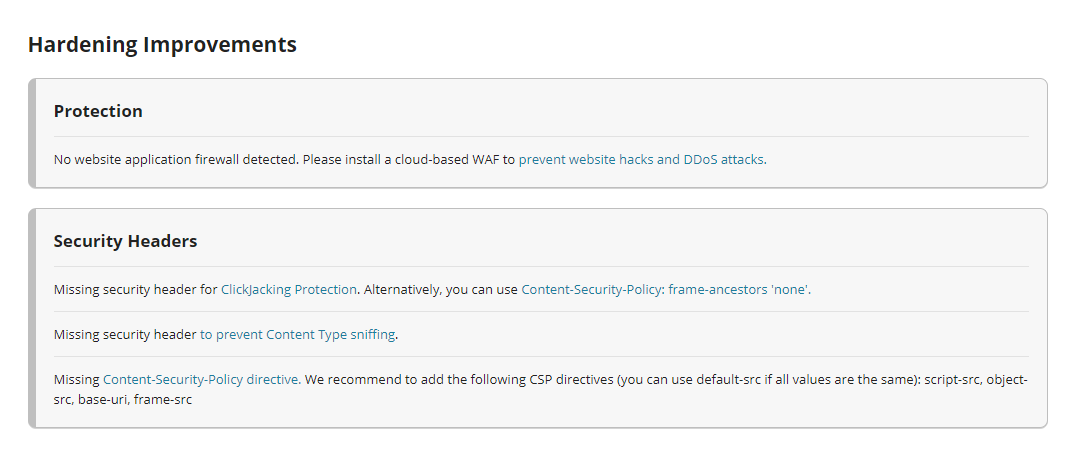 Hardening Improvements
Protection
No website application firewall detected. Please install a cloud-based WAF to prevent website hacks and DDoS attacks.
Security Headers
Missing security header for ClickJacking Protection. Alternatively, you can use Content-Security-Policy: frame-ancestors 'none'.
Missing security header to prevent Content Type sniffing.
Missing Content-Security-Policy directive. We recommend to add the following CSP directives (you can use default-src if all values are the same): script-src, object-
src, base-uri, frame-src